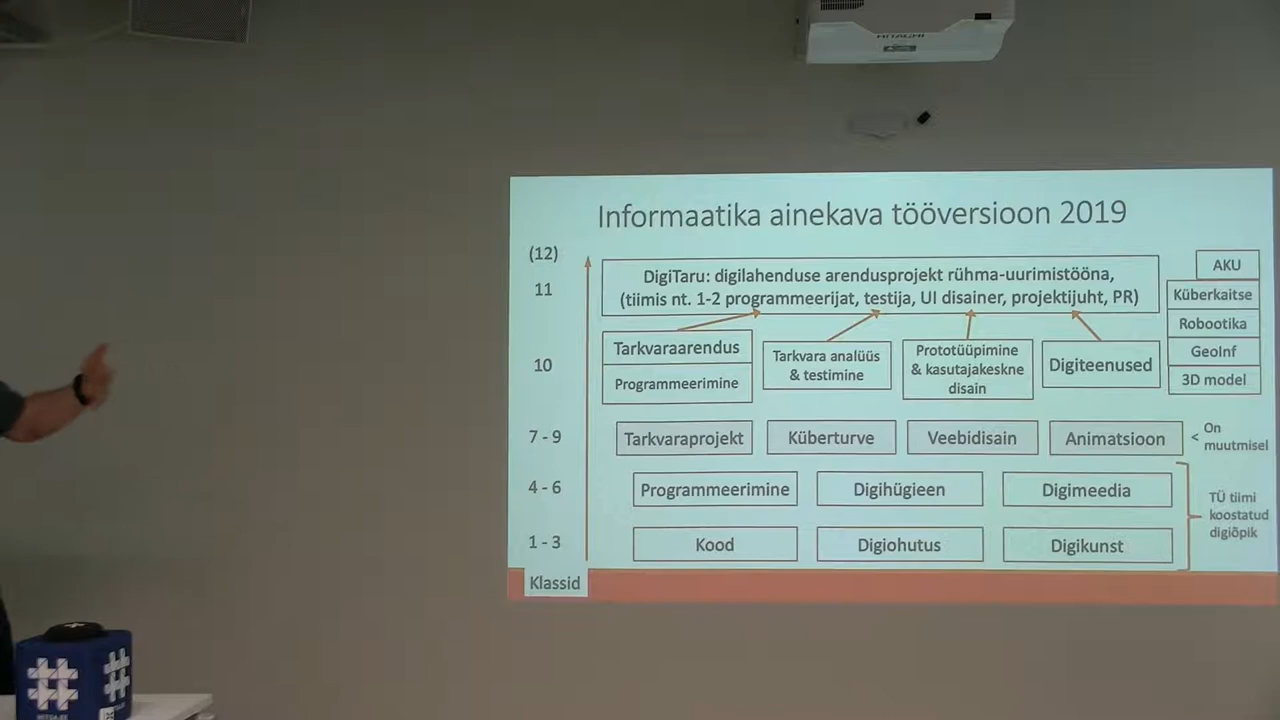 HITACHI
Informaatika ainekava tööversioon 2019
(12)
11
DigiTaru: digilahenduse arendusprojekt rühma-uurimistööna,
(tiimis nt. 1-2 programmeerijat, testija, UI disainer, projektijuht, PR)
AKU
Küberkaitse
Robootika
GeoInf
3D model
10
Tarkvaraarendus
Programmeerimine
Tarkvara analüüs
& testimine
Prototüüpimine
& kasutajakeskne
disain
Digiteenused
7 - 9
Tarkvaraprojekt
Küberturve
Veebidisain
Animatsioon
< On
muutmisel
4 - 6
Programmeerimine
Digihügieen
Digimeedia
1 - 3
Kood
Digiohutus
Digikunst
TÜ tiimi
koostatud
digiõpik
Klassid